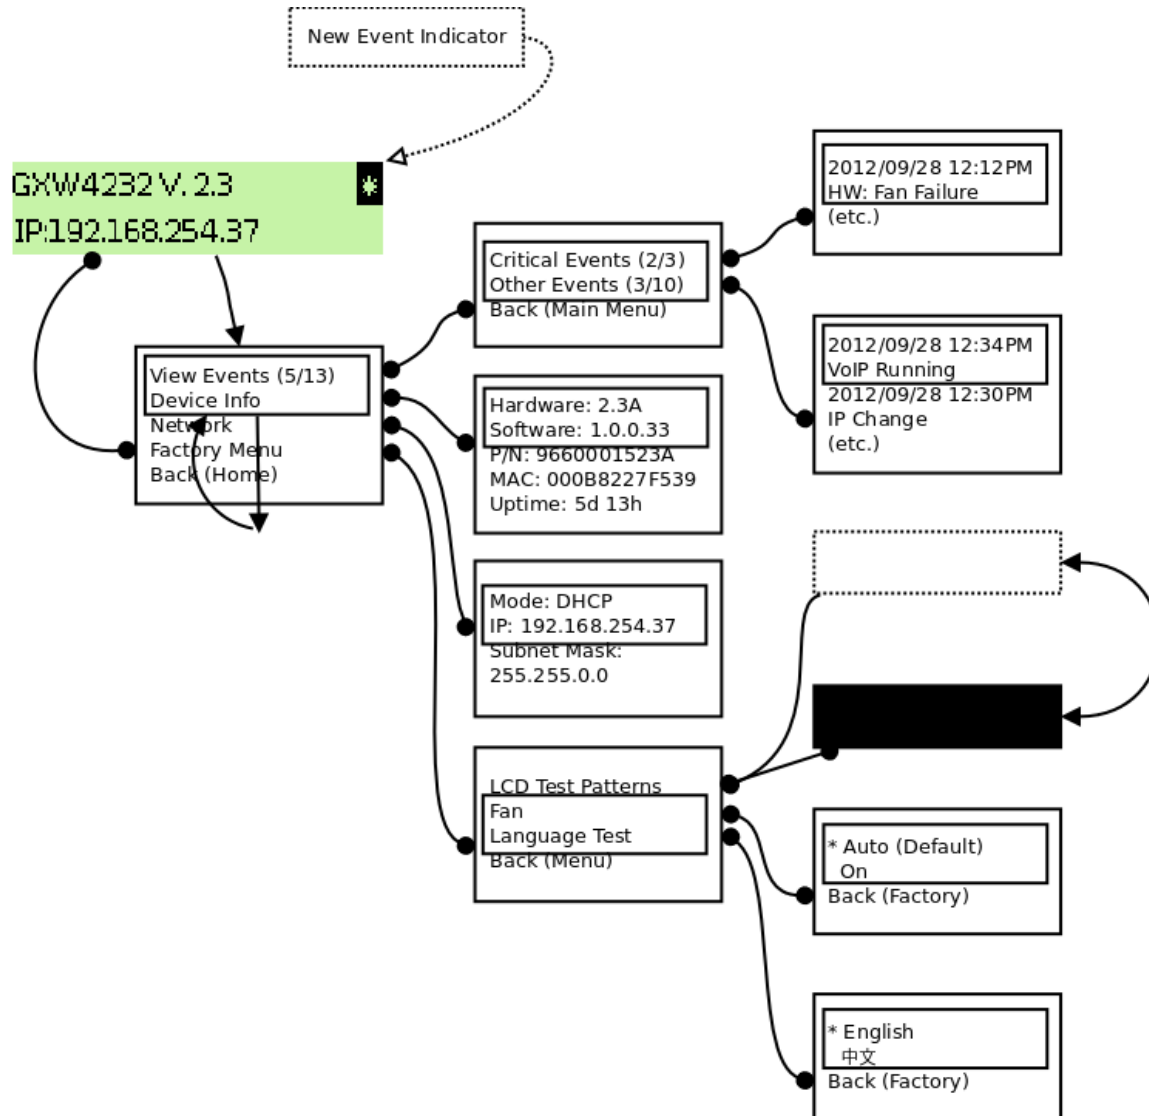 New Event Indicator
GXW4232 V. 2.3 *
IP:192.168.254.37
View Events (5/13)
Device Info
Network
Factory Menu
Back (Home)
Critical Events (2/3)
Other Events (3/10)
Back (Main Menu)
Hardware: 2.3A
Software: 1.0.0.33
P/N: 9660001523A
MAC: 000B8227F539
Uptime: 5d 13h
Mode: DHCP
IP: 192.168.254.37
Subnet Mask:
255.255.0.0
LCD Test Patterns
Fan
Language Test
Back (Menu)
2012/09/28 12:12PM
HW: Fan Failure
(etc.)
2012/09/28 12:34PM
VoIP Running
2012/09/28 12:30PM
IP Change
(etc.)
* Auto (Default)
On
Back (Factory)
* English
中文
Back (Factory)